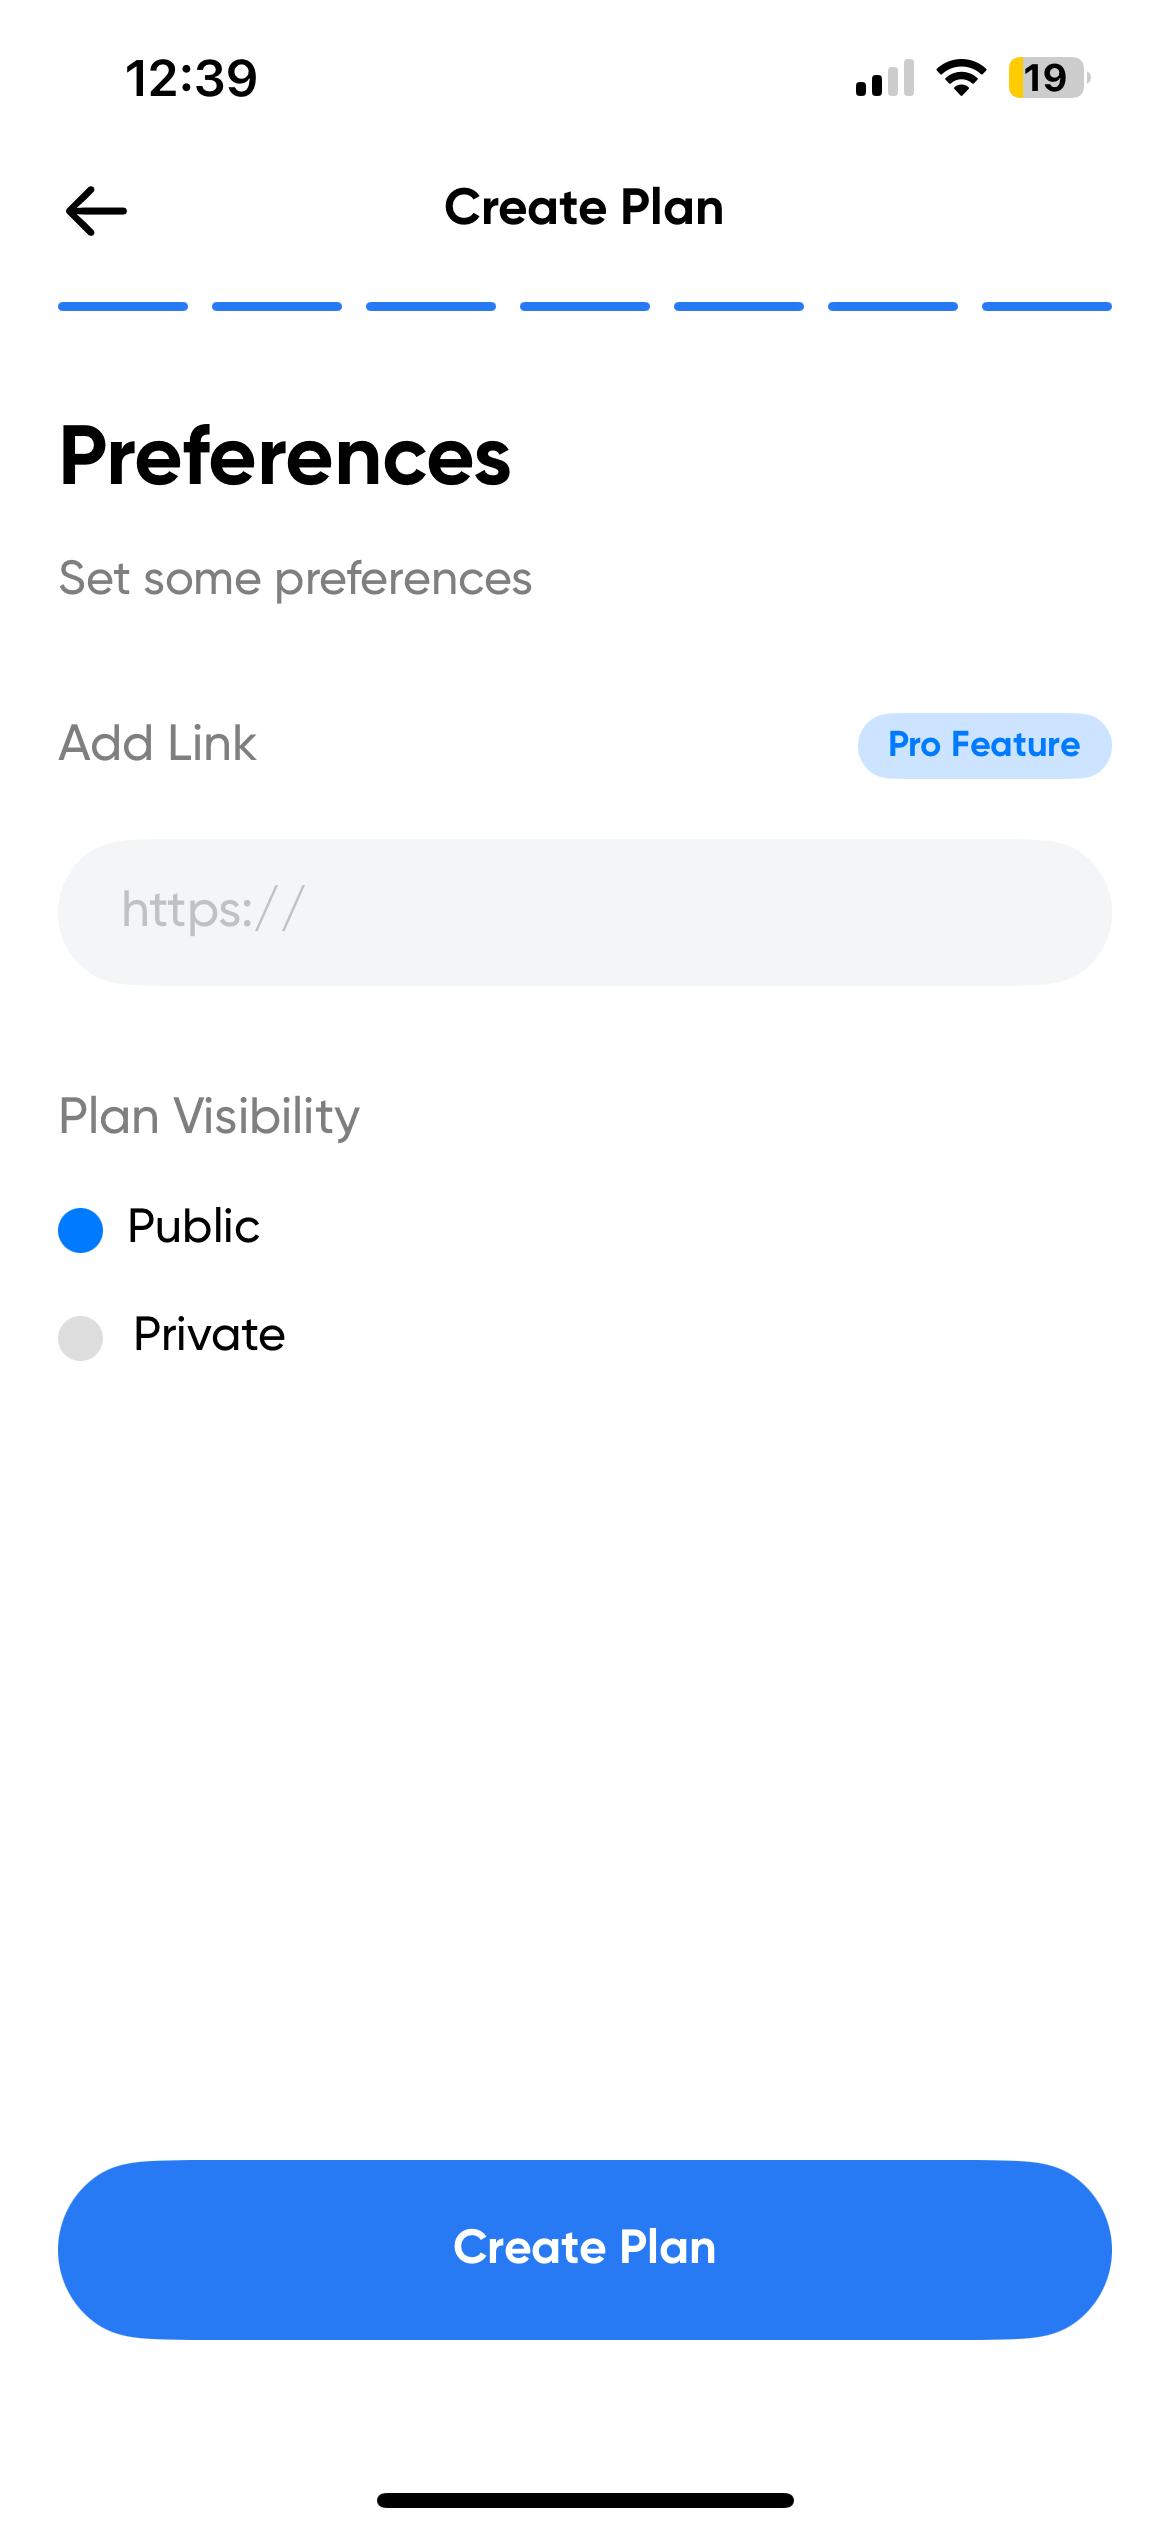 12:39
19
Create Plan
Preferences
Set some preferences
Add Link
Pro Feature
https://
Plan Visibility
Public
Private
Create Plan